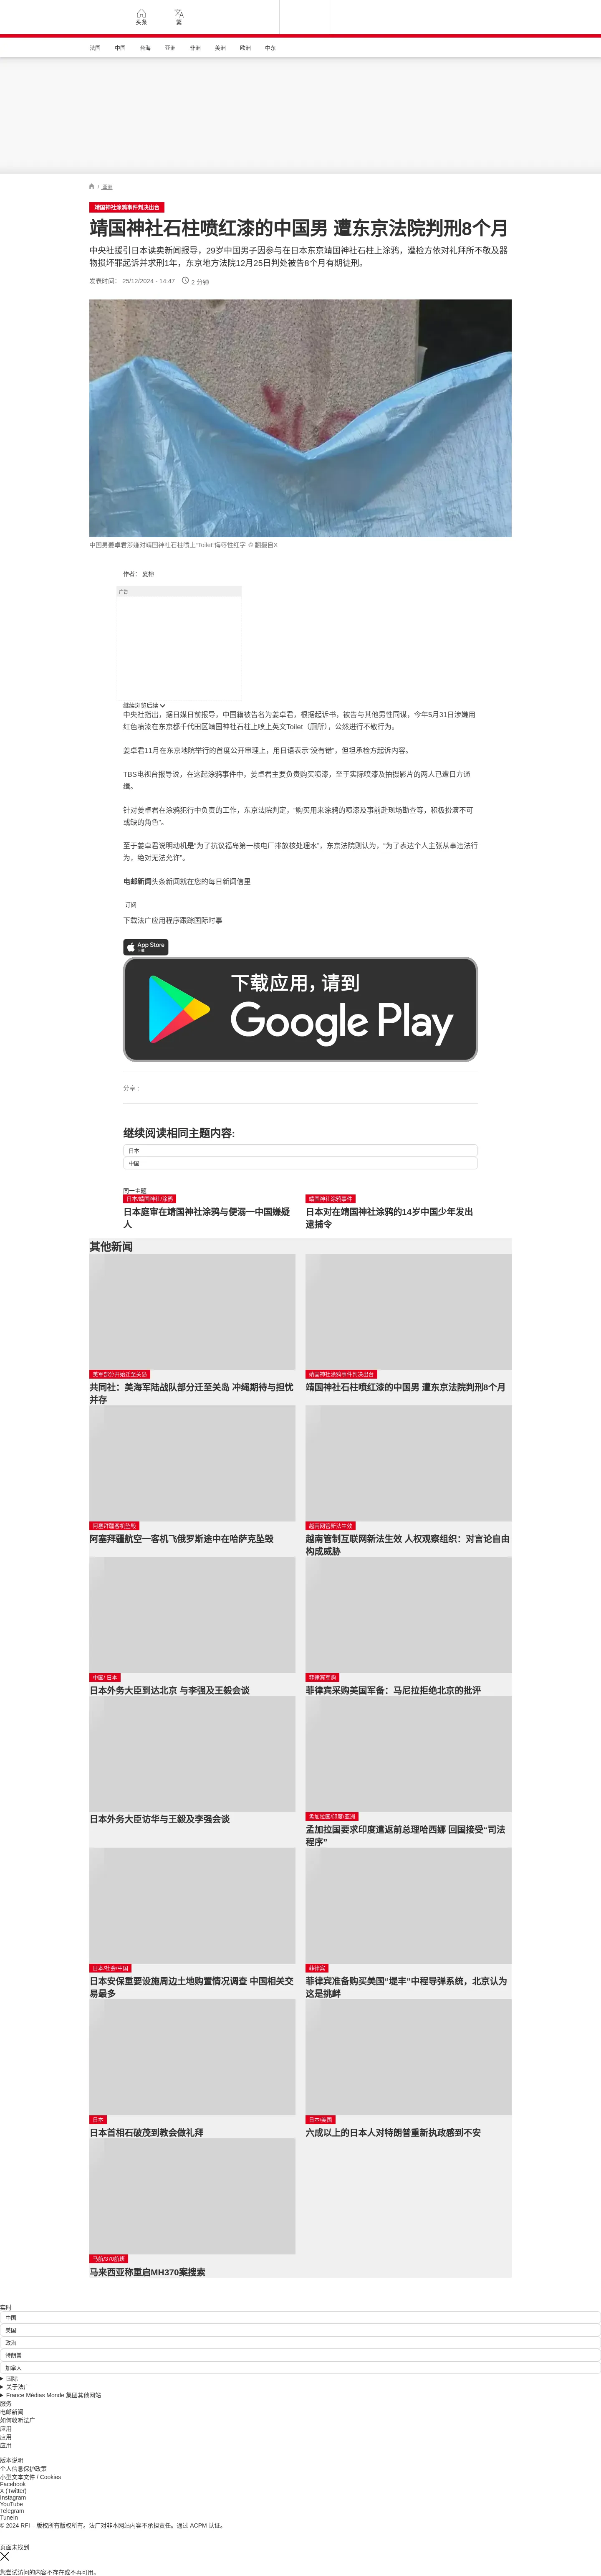 头条
繁
法国
中国
台海
亚洲
非洲
美洲
欧洲
中东
/ 亚洲
靖国神社涂鸦事件判决出台
靖国神社石柱喷红漆的中国男 遭东京法院判刑8个月
中央社援引日本读卖新闻报导，29岁中国男子因参与在日本东京靖国神社石柱上涂鸦，遭检方依对礼拜所不敬及器
物损坏罪起诉并求刑1年，东京地方法院12月25日判处被告8个月有期徒刑。
发表时间： 25/12/2024 - 14:47 2 分钟
中国男姜卓君涉嫌对靖国神社石柱喷上"Toilet"侮辱性红字 © 翻摄自X
作者： 夏榕
广告
继续浏览后续
中央社指出，据日媒日前报导，中国籍被告名为姜卓君，根据起诉书，被告与其他男性同谋，今年5月31日涉嫌用
红色喷漆在东京都千代田区靖国神社石柱上喷上英文Toilet（厕所），公然进行不敬行为。
姜卓君11月在东京地院举行的首度公开审理上，用日语表示“没有错”，但坦承检方起诉内容。
TBS电视台报导说，在这起涂鸦事件中，姜卓君主要负责购买喷漆，至于实际喷漆及拍摄影片的两人已遭日方通
缉。
针对姜卓君在涂鸦犯行中负责的工作，东京法院判定，“购买用来涂鸦的喷漆及事前赴现场勘查等，积极扮演不可
或缺的角色”。
至于姜卓君说明动机是“为了抗议福岛第一核电厂排放核处理水”，东京法院则认为，“为了表达个人主张从事违法行
为，绝对无法允许”。
电邮新闻头条新闻就在您的每日新闻信里
订阅
下载法广应用程序跟踪国际时事
App Store
下载
下载应用，请到
Google Play
分享 :
继续阅读相同主题内容:
日本
中国
同一主题
日本/靖国神社/涂鸦
日本庭审在靖国神社涂鸦与便溺一中国嫌疑
人
靖国神社涂鸦事件
日本对在靖国神社涂鸦的14岁中国少年发出
逮捕令
其他新闻
美军部分开始迁至关岛
共同社：美海军陆战队部分迁至关岛 冲绳期待与担忧
并存
靖国神社涂鸦事件判决出台
靖国神社石柱喷红漆的中国男 遭东京法院判刑8个月
阿塞拜疆客机坠毁
阿塞拜疆航空一客机飞俄罗斯途中在哈萨克坠毁
越南网管新法生效
越南管制互联网新法生效 人权观察组织：对言论自由
构成威胁
中国/ 日本
日本外务大臣到达北京 与李强及王毅会谈
菲律宾军购
菲律宾采购美国军备：马尼拉拒绝北京的批评
日本外务大臣访华与王毅及李强会谈
孟加拉国/印度/亚洲
孟加拉国要求印度遣返前总理哈西娜 回国接受“司法
程序”
日本/社会/中国
日本安保重要设施周边土地购置情况调查 中国相关交
易最多
菲律宾
菲律宾准备购买美国“堤丰”中程导弹系统，北京认为
这是挑衅
日本
日本首相石破茂到教会做礼拜
日本/美国
六成以上的日本人对特朗普重新执政感到不安
马航/370航班
马来西亚称重启MH370案搜索
实时
中国
美国
政治
特朗普
加拿大
国际
关于法广
France Médias Monde 集团其他网站
服务
电邮新闻
如何收听法广
应用
应用
应用
版本说明
个人信息保护政策
小型文本文件 / Cookies
Facebook
X (Twitter)
Instagram
YouTube
Telegram
TuneIn
© 2024 RFI – 版权所有版权所有。法广对非本网站内容不承担责任。通过 ACPM 认证。
页面未找到
您尝试访问的内容不存在或不再可用。